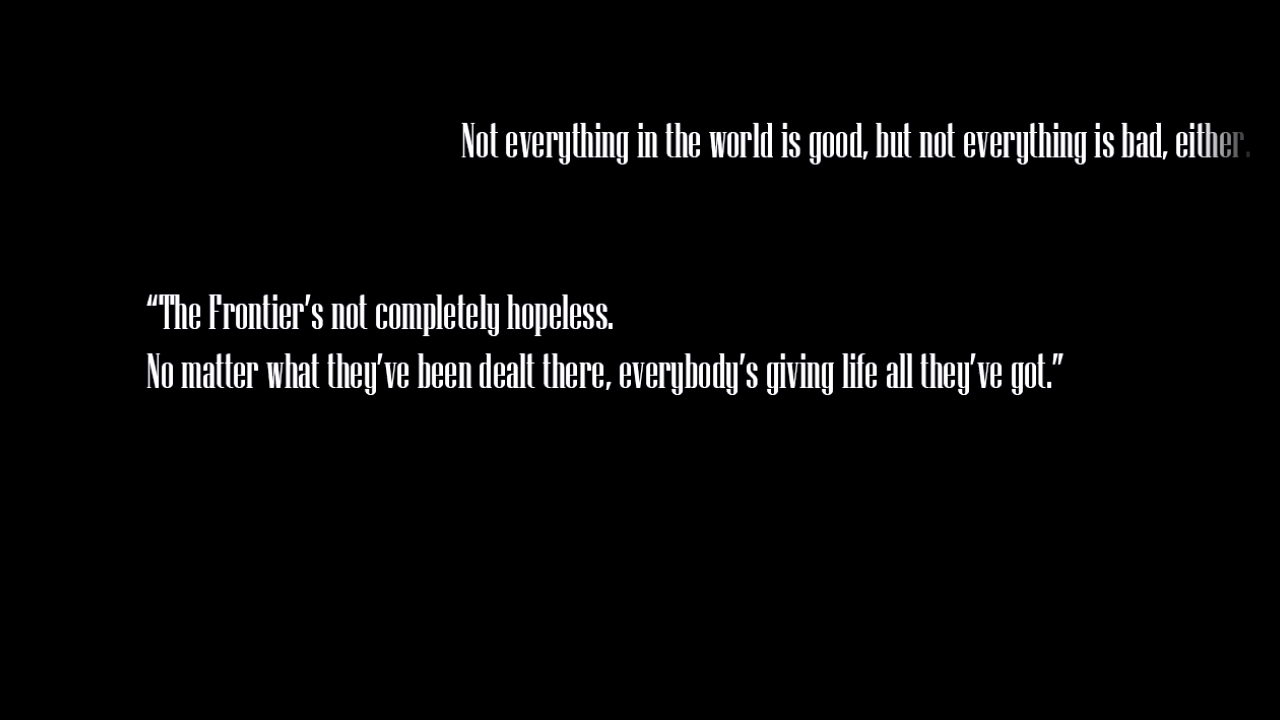 Not everything in the world is good, but not everything is bad, either.
“The Frontier’s not completely hopeless.
No matter what they’ve been dealt there, everybody’s giving life all they’ve got.”